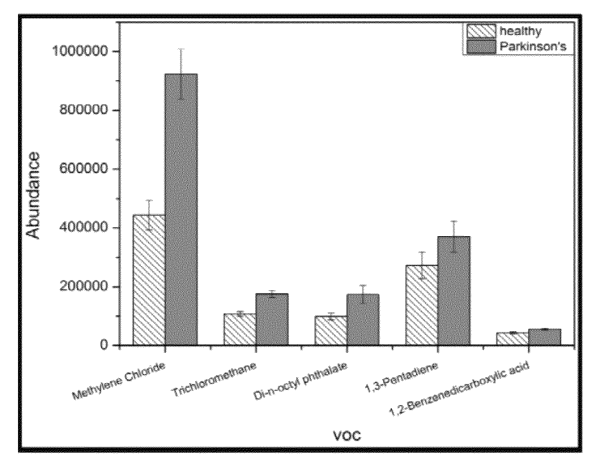 healthy
Parkinson's
1000000
800000
600000
400000
200000
0
Abundance
Methylene Chloride
Trichloromethane
Di-n-octyl phthalate
1,3-Pentadiene
1,2-Benzenedicarboxylic acid
VOC